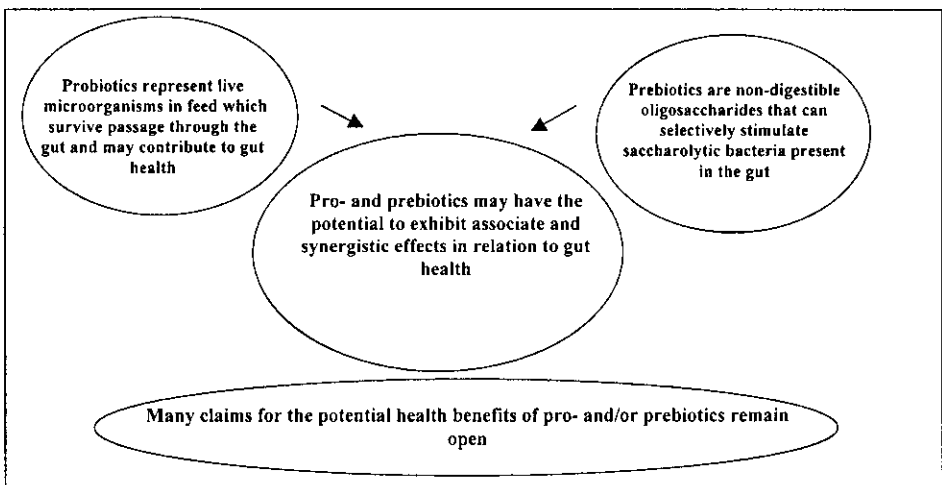 Probiotics represent live
microorganisms in feed which
survive passage through the
gut and may contribute to gut
health
Prebiotics are non-digestible
oligosaccharides that can
selectively stimulate
saccharolytic bacteria present
in the gut
Pro- and prebiotics may have the
potential to exhibit associate and
synergistic effects in relation to gut
health
Many claims for the potential health benefits of pro- and/or prebiotics remain
open